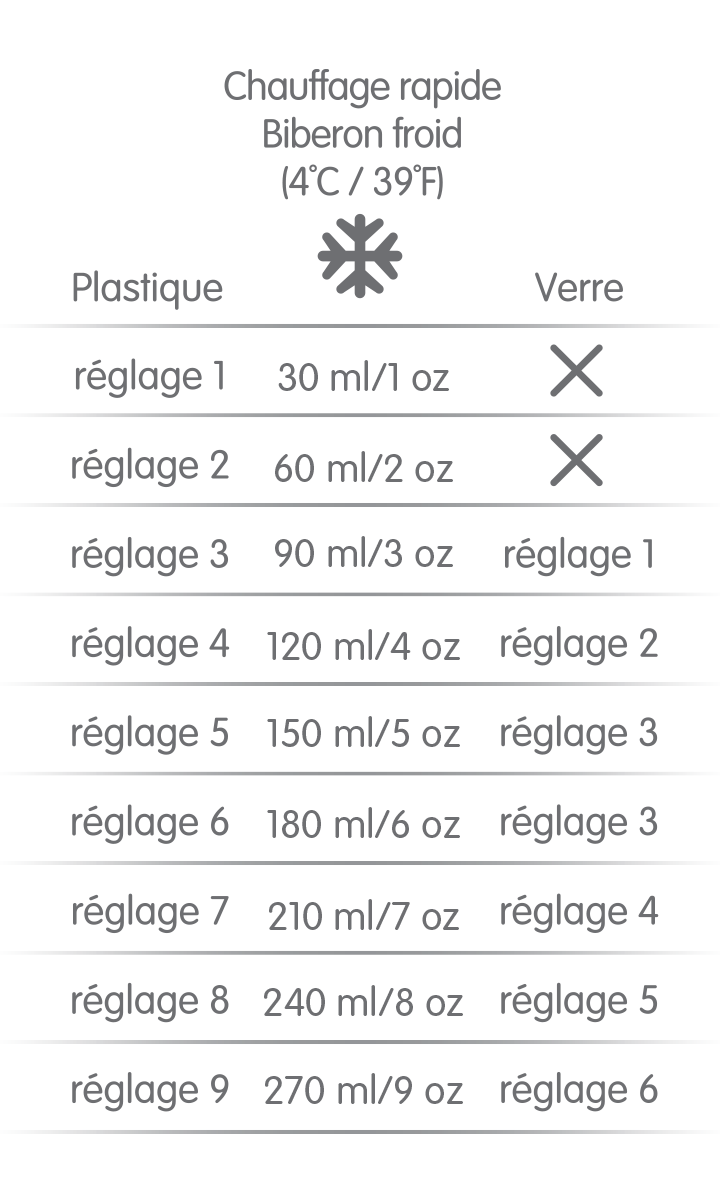 Chauffage rapide
Biberon froid
(4°C / 39°F)
Plastique Verre
réglage 1 30 ml/1 oz
réglage 2 60 ml/2 oz
réglage 3 90 ml/3 oz réglage 1
réglage 4 120 ml/4 oz réglage 2
réglage 5 150 ml/5 oz réglage 3
réglage 6 180 ml/6 oz réglage 3
réglage 7 210 ml/7 oz réglage 4
réglage 8 240 ml/8 oz réglage 5
réglage 9 270 ml/9 oz réglage 6